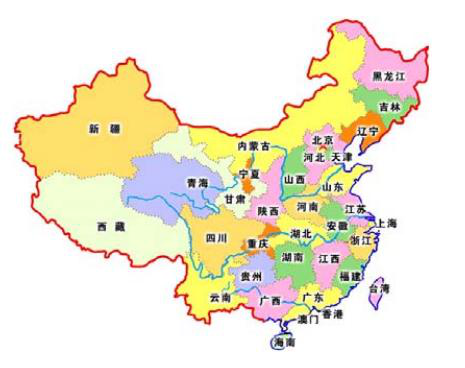 黑龙江
吉林
辽宁
新疆
内蒙古
北京
河北
天津
宁夏
山西
山东
青海
甘肃
陕西
河南
江苏
西藏
安徽
上海
四川
重庆
湖北
浙江
湖南
江西
贵州
福建
云南
广西
广东
台湾
香港
澳门
海南